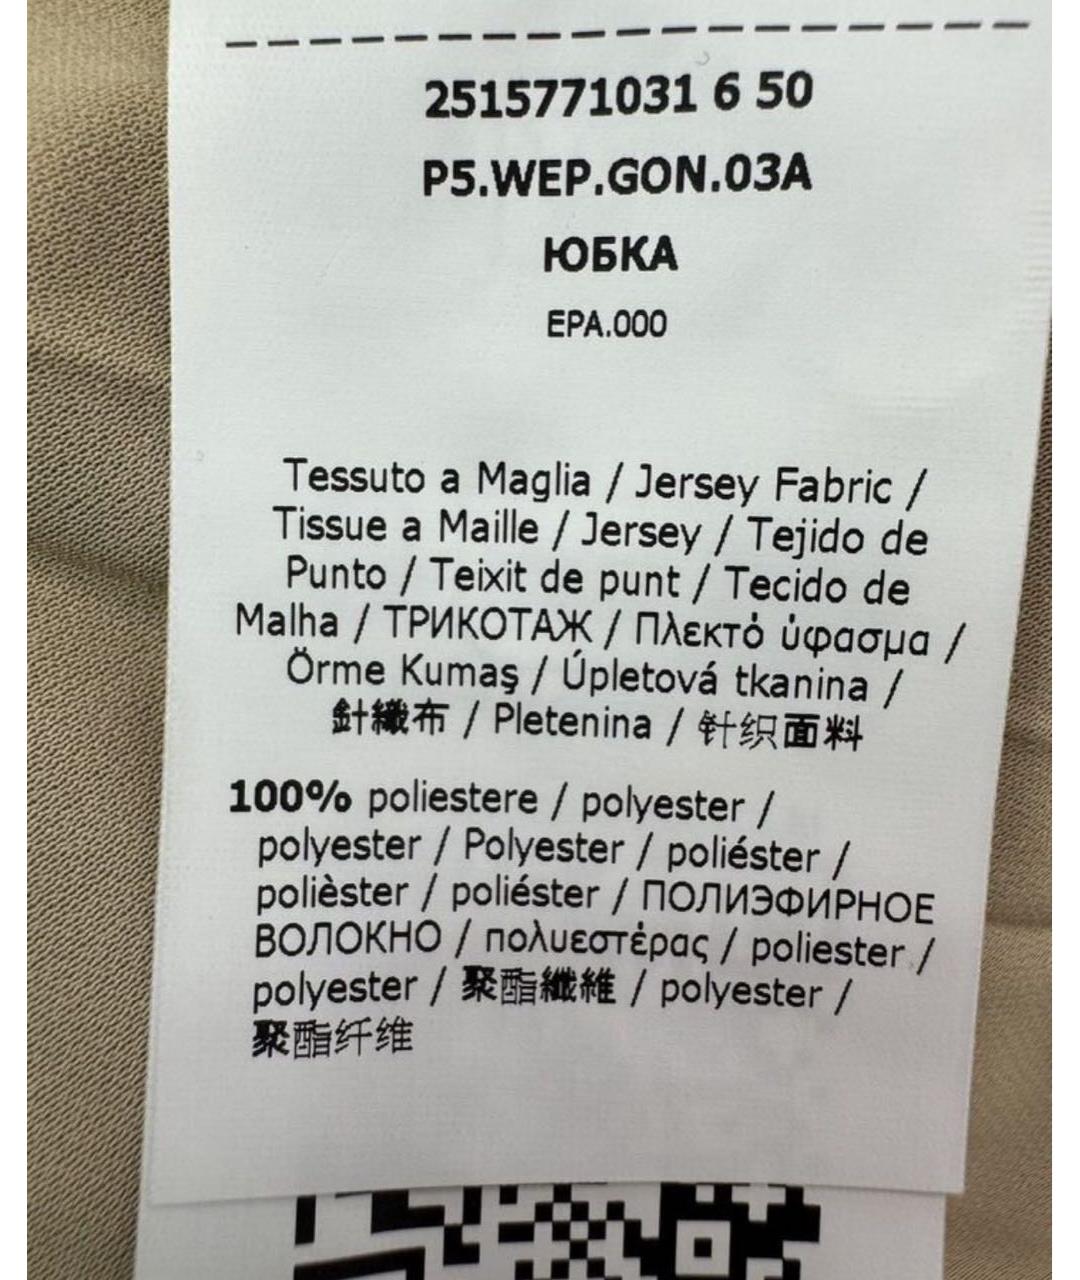 2515771031 6 50
P5.WEP.GON.03A
ЮБКА
EPA.000
Tessuto a Maglia / Jersey Fabric /
Tissue a Maille / Jersey / Tejido de
Punto / Teixit de punt / Tecido de
Malha / ТРИКОТАЖ / Πλεκτό ύφασμα /
Örme Kumaş / Úpletová tkanina /
針織布 / Pletenina / 针织面料
100% poliestere / polyester /
polyester / Polyester / poliéster /
polièster / poliéster / ПОЛИЭФИРНОЕ
ВОЛОКНО / πολυεστέρας / poliester /
polyester / 聚酯纖維 / polyester /
聚酯纤维